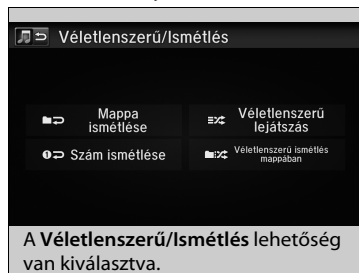 Véletlenszerű/Ismétlés
Mappa
ismétlése
Véletlenszerű
lejátszás
Szám ismétlése
Véletlenszerű ismétlés
mappában
A Véletlenszerű/Ismétlés lehetőség
van kiválasztva.